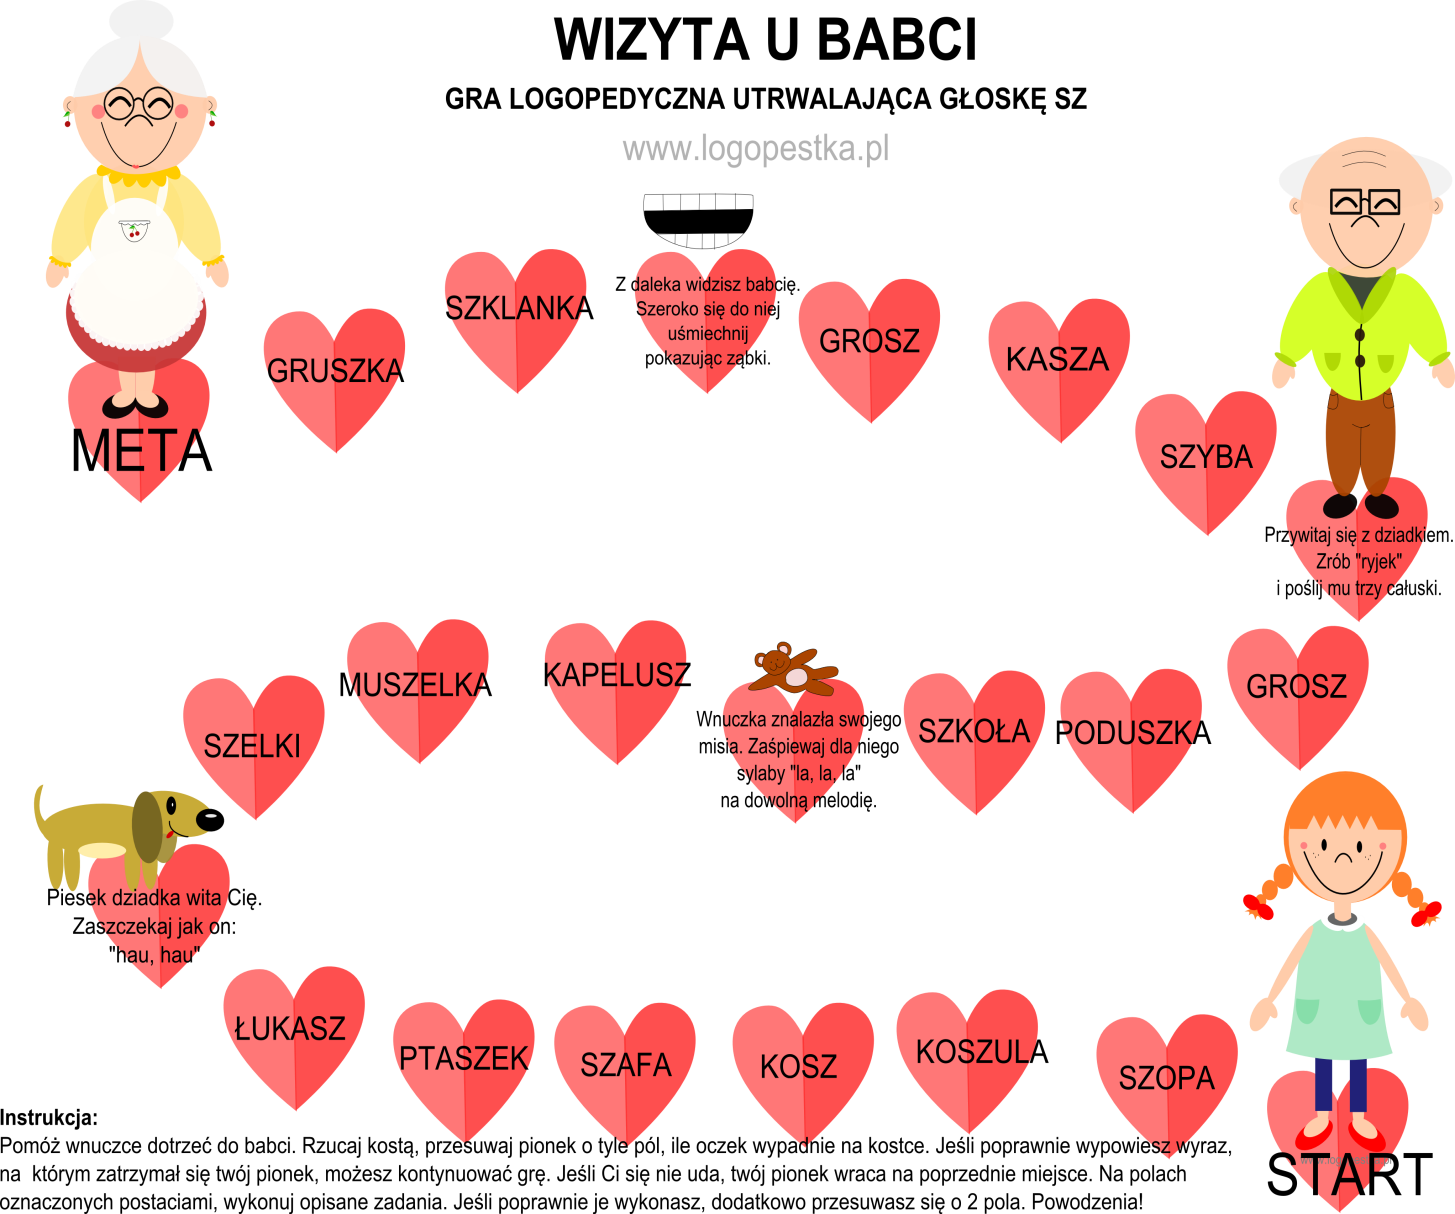 WIZYTA U BABCI
GRA LOGOPEDYCZNA UTRWALAJĄCA GŁOSKĘ SZ
www.logopestka.pl
META
GRUSZKA
SZKLANKA
Z daleka widzisz babcię.
Szeroko się do niej
uśmiechnij
pokazując ząbki.
GROSZ
KASZA
SZYBA
Przywitaj się z dziadkiem.
Zrób "ryjek"
i poślij mu trzy całuski.
GROSZ
PODUSZKA
SZKOŁA
Wnuczka znalazła swojego
misia. Zaśpiewaj dla niego
sylaby "la, la, la"
na dowolną melodię.
KAPELUSZ
MUSZELKA
SZELKI
Piesek dziadka wita Cię.
Zaszczekaj jak on:
"hau, hau"
ŁUKASZ
PTASZEK
SZAFA
KOSZ
KOSZULA
SZOPA
START
Instrukcja:
Pomóż wnuczce dotrzeć do babci. Rzucaj kostą, przesuwaj pionek o tyle pól, ile oczek wypadnie na kostce. Jeśli poprawnie wypowiesz wyraz,
na którym zatrzymał się twój pionek, możesz kontynuować grę. Jeśli Ci się nie uda, twój pionek wraca na poprzednie miejsce. Na polach
oznaczonych postaciami, wykonuj opisane zadania. Jeśli poprawnie je wykonasz, dodatkowo przesuwasz się o 2 pola. Powodzenia!